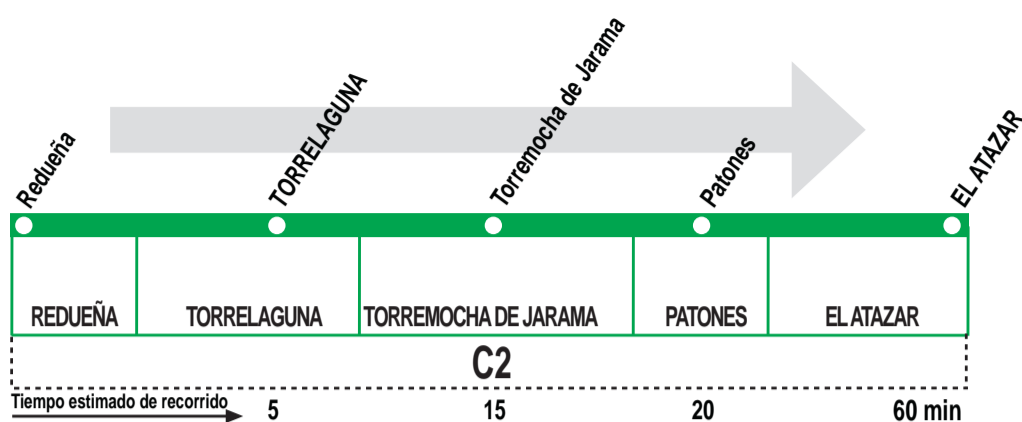 Redueña
TORRELAGUNA
Torremocha de Jarama
Patones
EL ATAZAR
REDUEÑA TORRELAGUNA TORREMOCHA DE JARAMA PATONES EL ATAZAR
C2
Tiempo estimado de recorrido 5 15 20 60 min